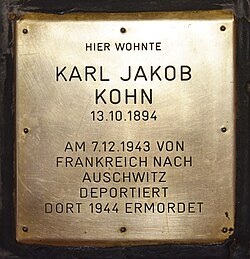 HIER WOHNTE
KARL JAKOB
KOHN
13.10.1894
AM 7.12.1943 VON
FRANKREICH NACH
AUSCHWITZ
DEPORTIERT
DORT 1944 ERMORDET